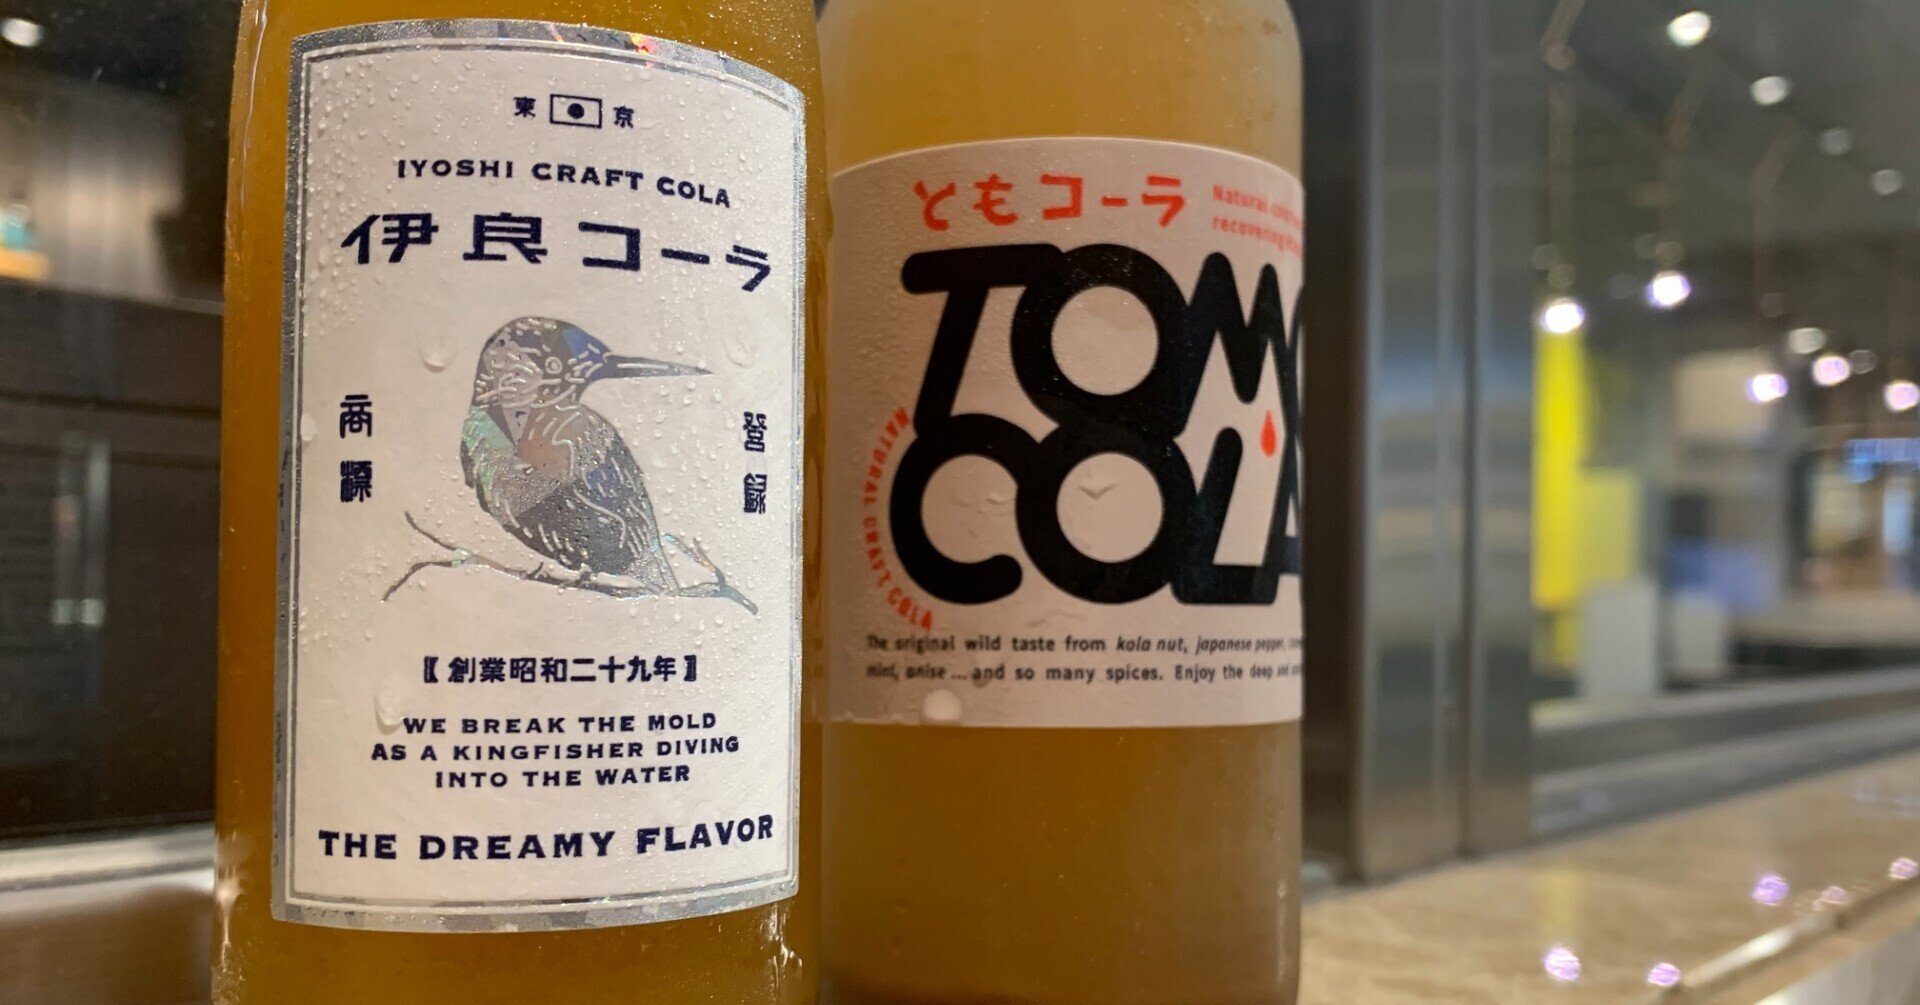 東 京
IYOSHI CRAFT COLA
伊良コーラ
商標
登録
【創業昭和二十九年】
WE BREAK THE MOLD
AS A KINGFISHER DIVING
INTO THE WATER
THE DREAMY FLAVOR
ともコーラ
Natural
recovering
TOMO
COLA
NATURAL CRAFT COLA
The original wild taste from kola nut, japanese pepper,
mint, anise ... and so many spices. Enjoy the deep and